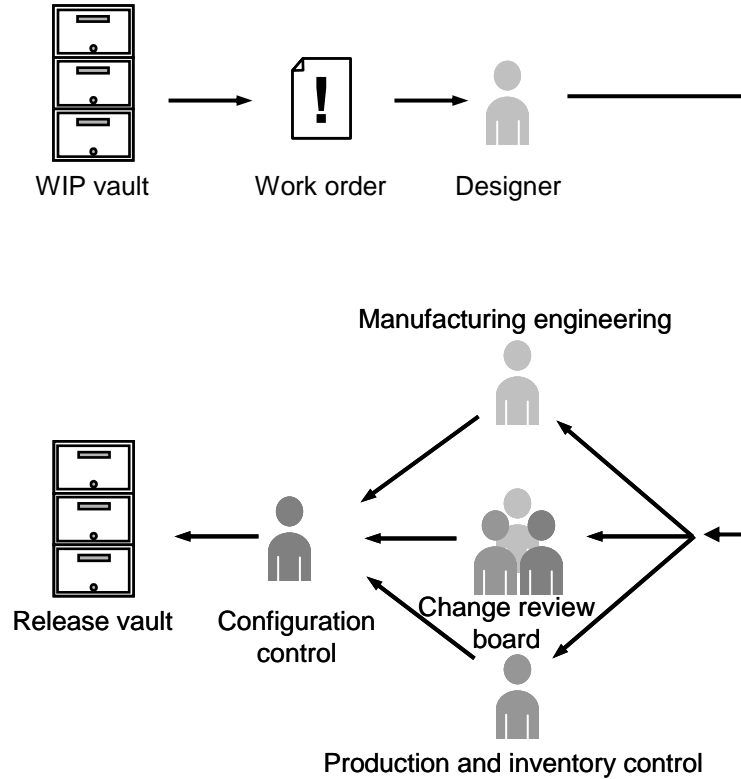 WIP vault
Work order
Designer
Manufacturing engineering
Release vault
Configuration
control
Change review
board
Production and inventory control